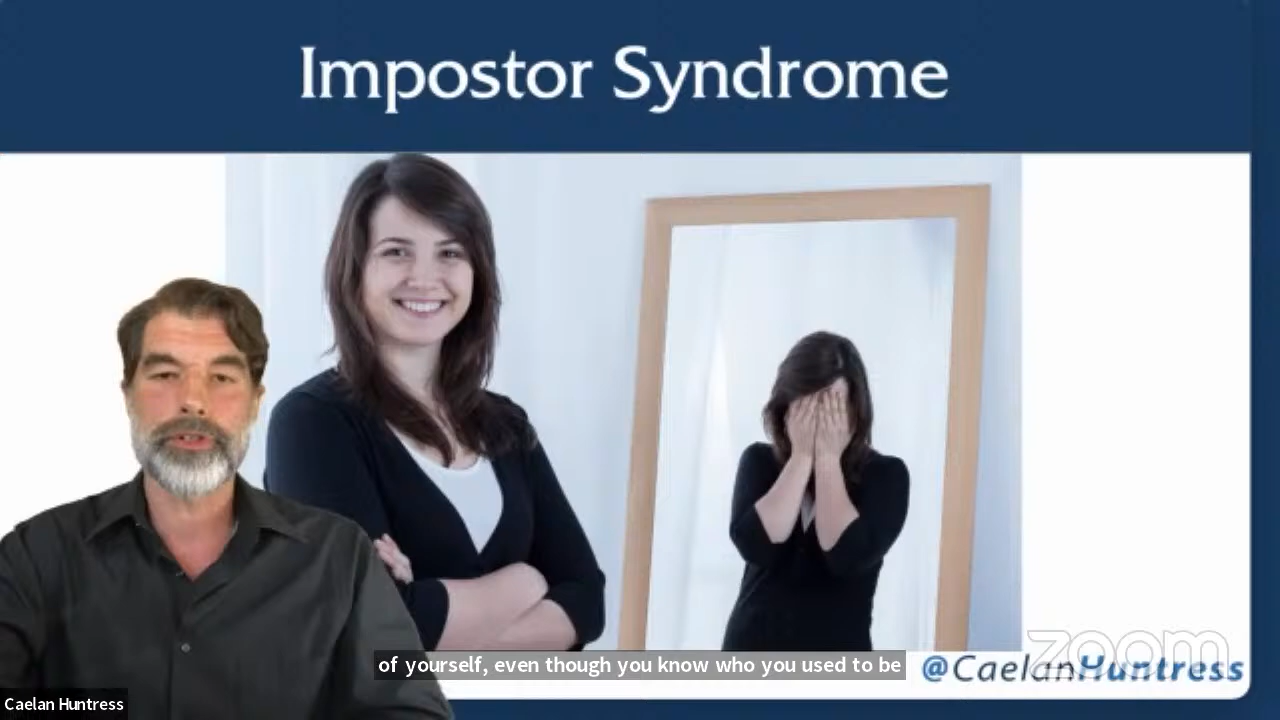 Impostor Syndrome
of yourself, even though you know who you used to be
zoom
@CaelanHuntress
Caelan Huntress